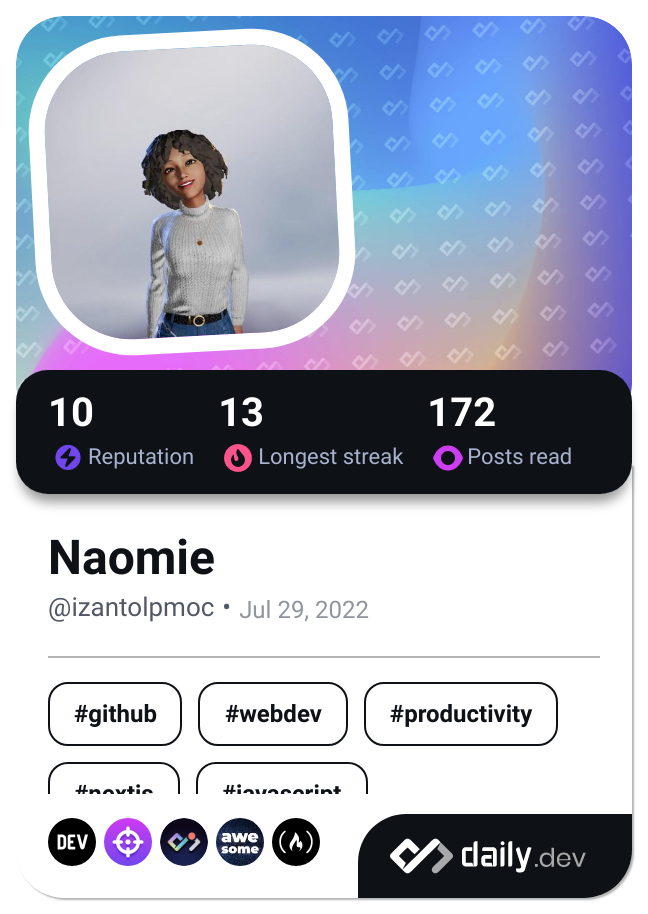 10 13 172
Reputation Longest streak Posts read
Naomie
@izantolpmoc • Jul 29, 2022
#github #webdev #productivity
#nextjs #javascript
DEV awe some
daily.dev